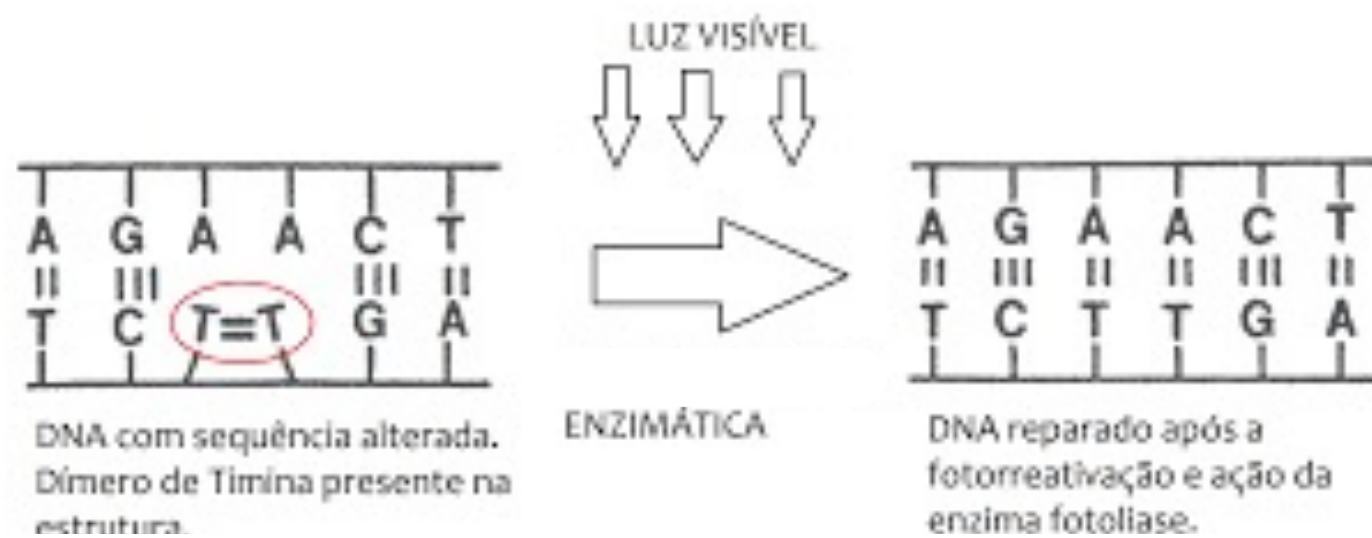 LUZ VISÍVEL
A G A A C T
T C T=T G A
A G A A C T
T C T T G A
DNA com sequência alterada.
Dímero de Timina presente na
estrutura.
ENZIMÁTICA
DNA reparado após a
fotorreativação e ação da
enzima fotoliase.